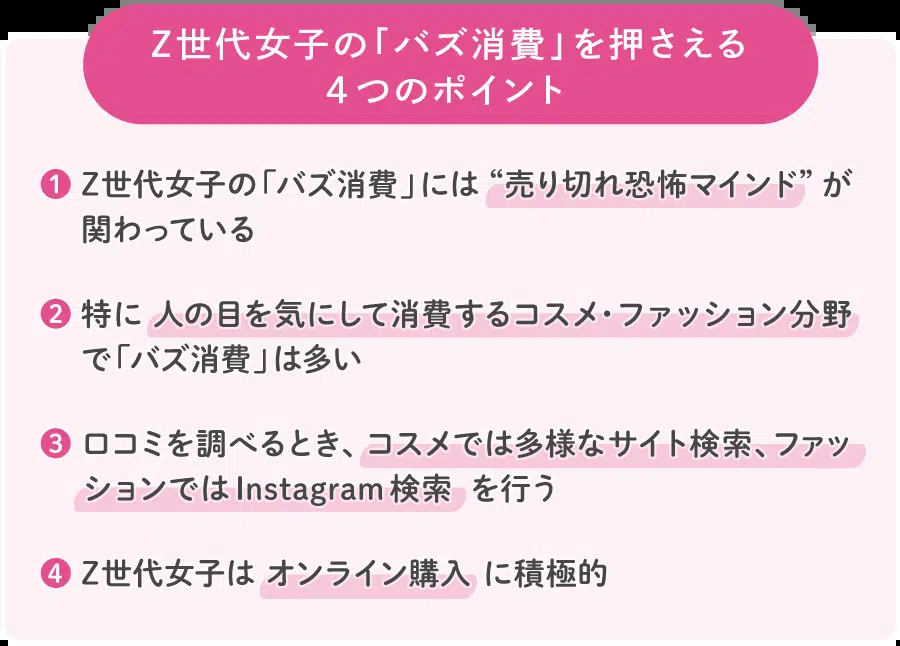 Z世代女子の「バズ消費」を押さえる
4つのポイント
1 Z世代女子の「バズ消費」には“売り切れ恐怖マインド”が
関わっている
2 特に 人の目を気にして消費するコスメ・ファッション分野
で「バズ消費」は多い
3 口コミを調べるとき、コスメでは多様なサイト検索、ファッ
ションではInstagram検索 を行う
4 Z世代女子は オンライン購入 に積極的